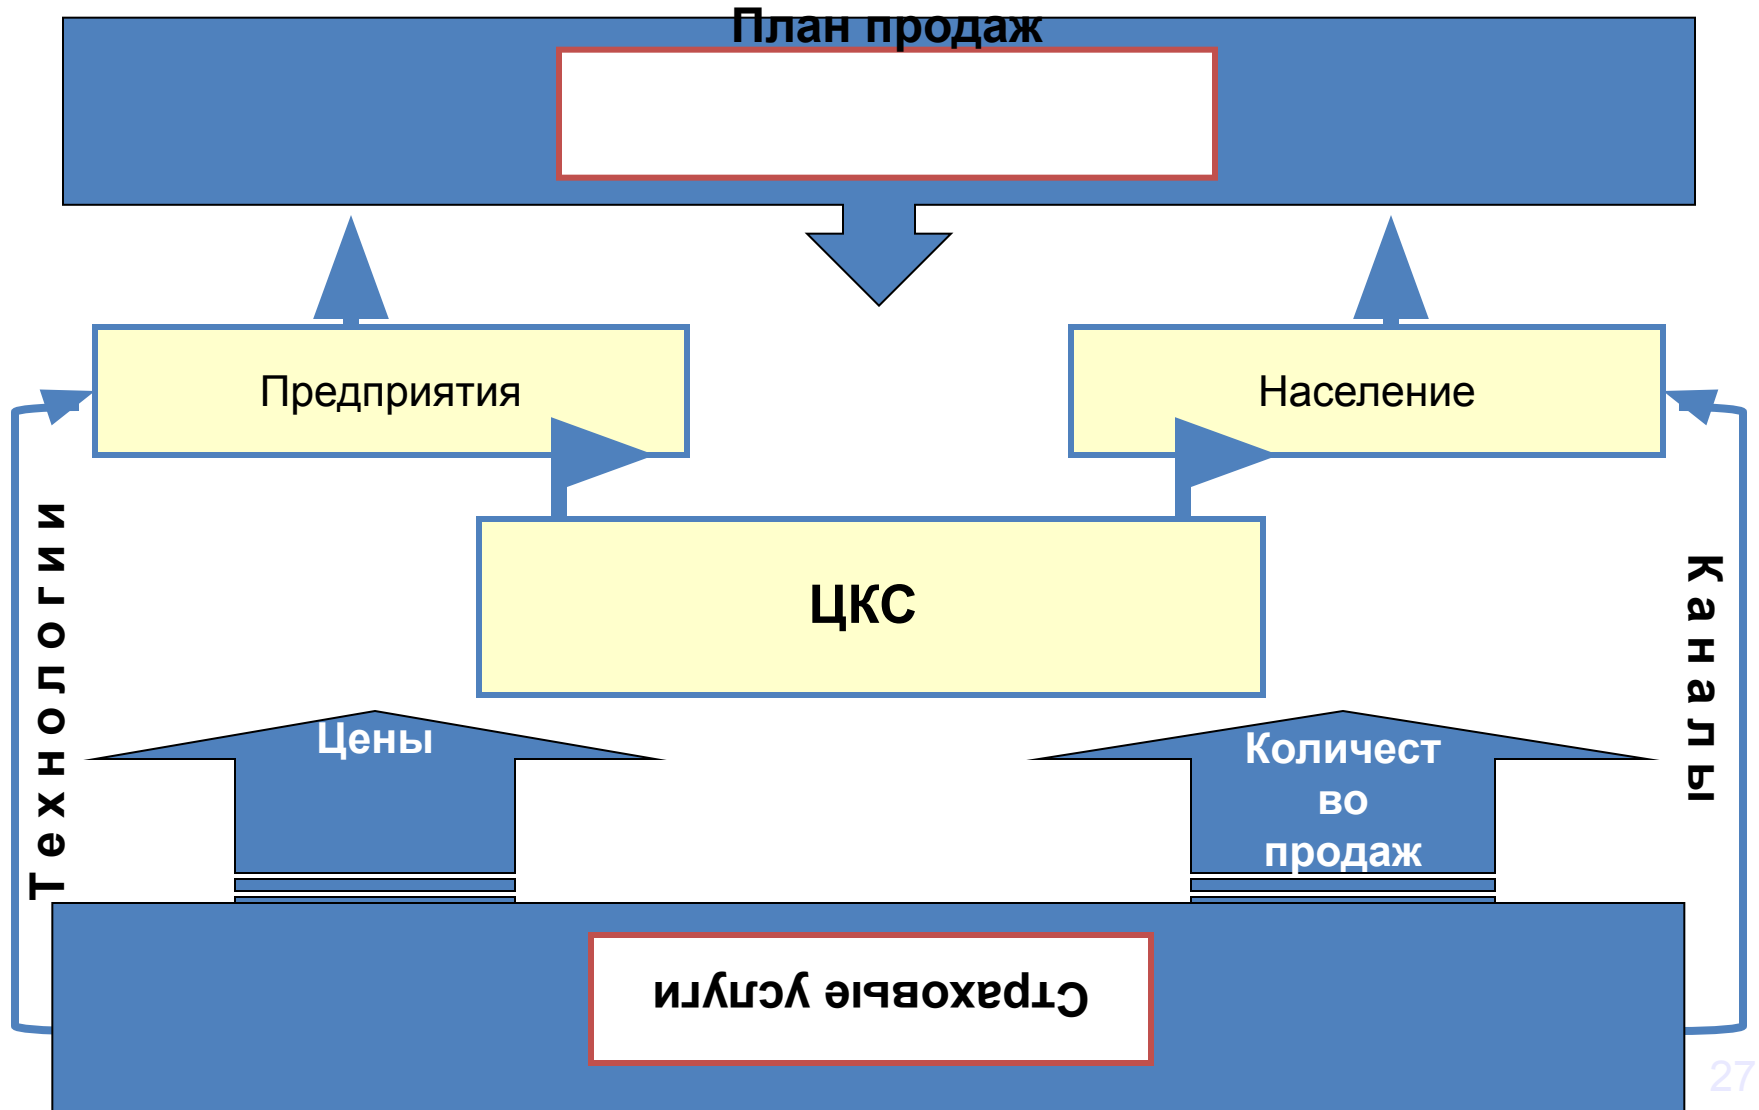 План продаж
Предприятия
Население
Технологии
Каналы
ЦКС
Цены
Количест
во
продаж
Страховые услуги
27